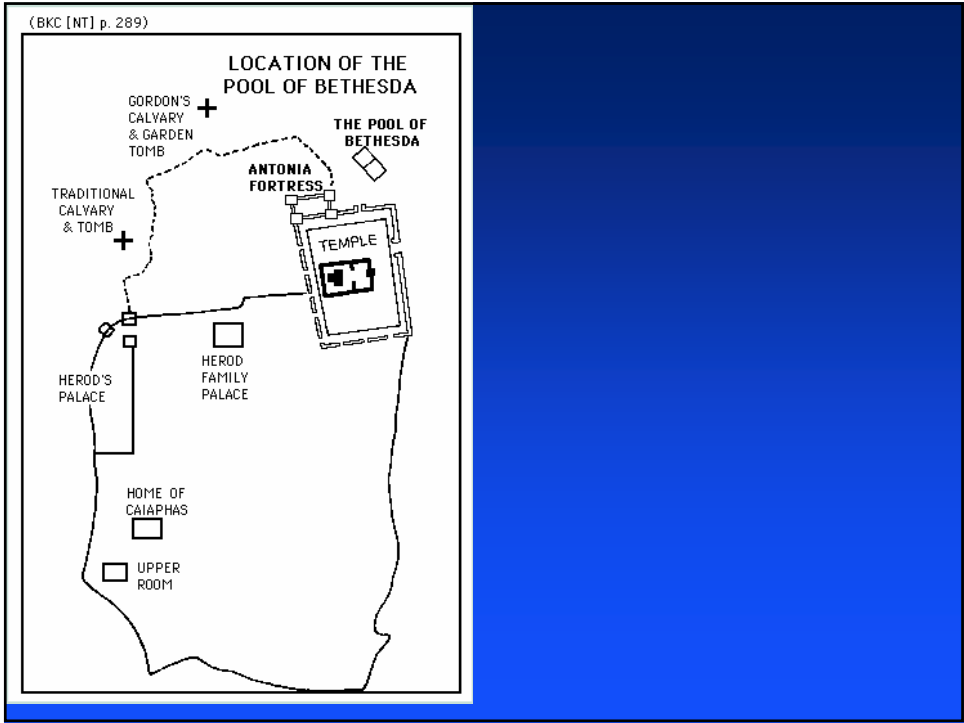 (BKC [NT] p. 289)
LOCATION OF THE
POOL OF BETHESDA
GORDON'S
CALVARY
& GARDEN
TOMB
THE POOL OF
BETHESDA
ANTONIA
FORTRESS
TRADITIONAL
CALVARY
& TOMB
TEMPLE
HEROD
FAMILY
PALACE
HEROD'S
PALACE
HOME OF
CAIAPHAS
UPPER
ROOM